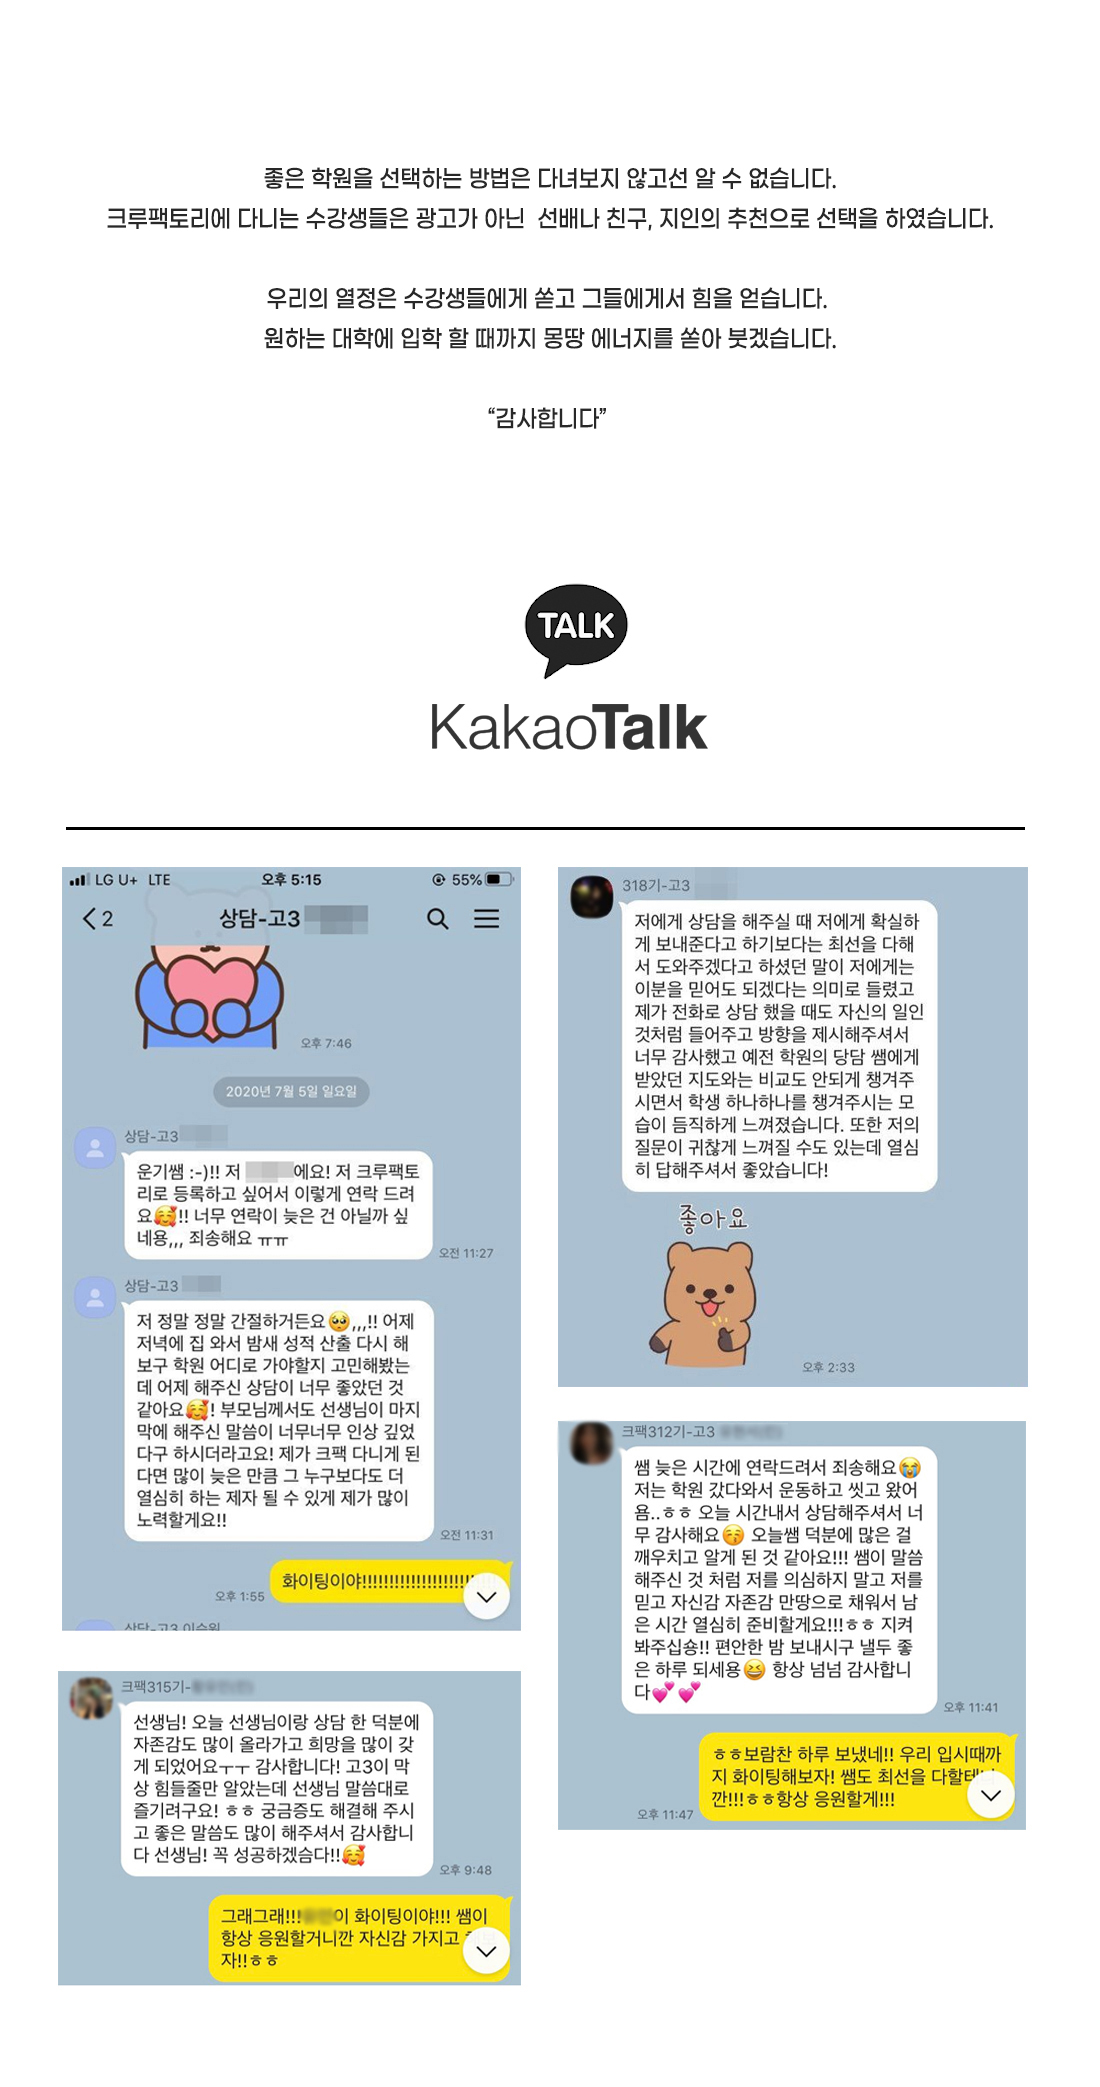 좋은 학원을 선택하는 방법은 다녀보지 않고선 알 수 없습니다.
크루팩토리에 다니는 수강생들은 광고가 아닌 선배나 친구, 지인의 추천으로 선택을 하였습니다.
우리의 열정은 수강생들에게 쏟고 그들에게서 힘을 얻습니다.
원하는 대학에 입학 할 때까지 몽땅 에너지를 쏟아 붓겠습니다.
“감사합니다”
TALK
KakaoTalk
LG U+ LTE 오후 5:15 55%
2 상담-고3
오후 7:46
2020년 7월 5일 일요일
상담-고3
운기쌤 :-)!! 저 에요! 저 크루팩토
리로 등록하고 싶어서 이렇게 연락 드려
요🥰!! 너무 연락이 늦은 건 아닐까 싶
네용,,, 죄송해요 ㅠㅠ
오전 11:27
상담-고3
저 정말 정말 간절하거든요🥺,,,!! 어제
저녁에 집 와서 밤새 성적 산출 다시 해
보구 학원 어디로 가야할지 고민해봤는
데 어제 해주신 상담이 너무 좋았던 것
같아요🥰! 부모님께서도 선생님이 마지
막에 해주신 말씀이 너무너무 인상 깊었
다구 하시더라고요! 제가 크팩 다니게 된
다면 많이 늦은 만큼 그 누구보다도 더
열심히 하는 제자 될 수 있게 제가 많이
노력할게요!!
오전 11:31
화이팅이야!!!!!!!!!!!!!!!!!!!!!
오후 1:55
상담-고3
크팩315기-
선생님! 오늘 선생님이랑 상담 한 덕분에
자존감도 많이 올라가고 희망을 많이 갖
게 되었어요ㅜㅜ 감사합니다! 고3이 막
상 힘들줄만 알았는데 선생님 말씀대로
즐기려구요! ㅎㅎ 궁금증도 해결해 주시
고 좋은 말씀도 많이 해주셔서 감사합니
다 선생님! 꼭 성공하겠슴다!!🥰
오후 9:48
그래그래!!! 이 화이팅이야!!! 쌤이
항상 응원할거니깐 자신감 가지고
자!!ㅎㅎ
318기-고3
저에게 상담을 해주실 때 저에게 확실하
게 보내준다고 하기보다는 최선을 다해
서 도와주겠다고 하셨던 말이 저에게는
이분을 믿어도 되겠다는 의미로 들렸고
제가 전화로 상담 했을 때도 자신의 일인
것처럼 들어주고 방향을 제시해주셔서
너무 감사했고 예전 학원의 담당 쌤에게
받았던 지도와는 비교도 안되게 챙겨주
시면서 학생 하나하나를 챙겨주시는 모
습이 듬직하게 느껴졌습니다. 또한 저의
질문이 귀찮게 느껴질 수도 있는데 열심
히 답해주셔서 좋았습니다!
좋아요
오후 2:33
크팩312기-고3
쌤 늦은 시간에 연락드려서 죄송해요😭
저는 학원 갔다와서 운동하고 씻고 왔어
욤..ㅎㅎ 오늘 시간내서 상담해주셔서 너
무 감사해요😚 오늘쌤 덕분에 많은 걸
깨우치고 알게 된 것 같아요!!! 쌤이 말씀
해주신 것 처럼 저를 의심하지 말고 저를
믿고 자신감 자존감 만땅으로 채워서 남
은 시간 열심히 준비할게요!!!ㅎㅎ 지켜
봐주십숑!! 편안한 밤 보내시구 낼두 좋
은 하루 되세용😆 항상 넘넘 감사합니
다💕💕
오후 11:41
ㅎㅎ보람찬 하루 보냈네!! 우리 입시때까
지 화이팅해보자! 쌤도 최선을 다할테
깐!!!ㅎㅎ항상 응원할게!!!
오후 11:47